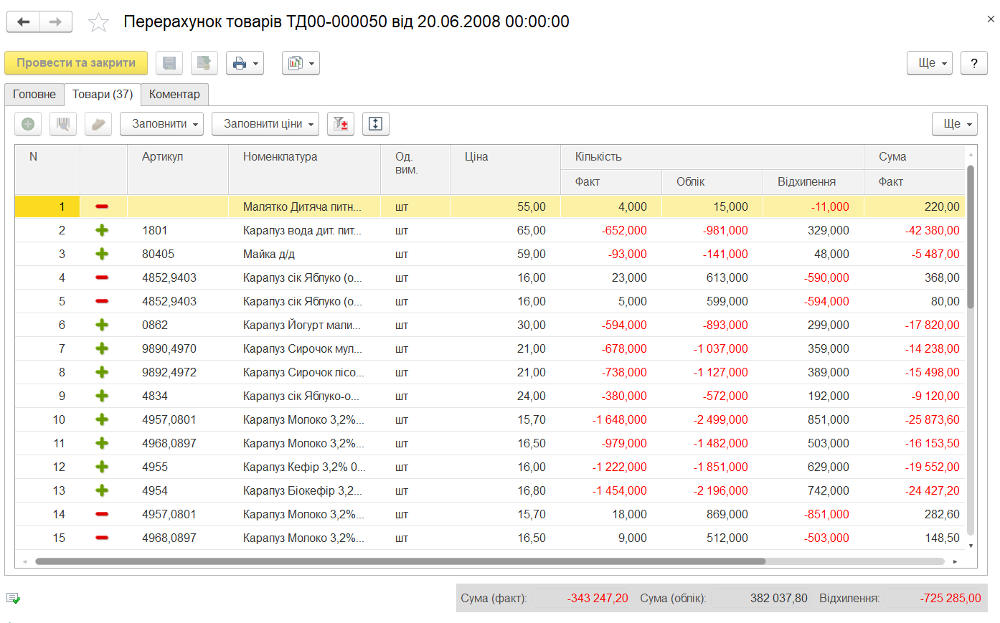 Перерахунок товарів ТД00-000050 від 20.06.2008 00:00:00
Провести та закрити Ще ?
Головне Товари (37) Коментар
Заповнити Заповнити ціни Ще
N Артикул Номенклатура Од. вим. Ціна Кількість Сума
Факт Облік Відхилення Факт
1 Малятко Дитяча питн... шт 55,00 4,000 15,000 -11,000 220,00
2 1801 Карапуз вода дит. пит... шт 65,00 -652,000 -981,000 329,000 -42 380,00
3 80405 Майка д/д шт 59,00 -93,000 -141,000 48,000 -5 487,00
4 4852,9403 Карапуз сік Яблуко (о... шт 16,00 23,000 613,000 -590,000 368,00
5 4852,9403 Карапуз сік Яблуко (о... шт 16,00 5,000 599,000 -594,000 80,00
6 0862 Карапуз Йогурт мали... шт 30,00 -594,000 -893,000 299,000 -17 820,00
7 9890,4970 Карапуз Сирочок мул... шт 21,00 -678,000 -1 037,000 359,000 -14 238,00
8 9892,4972 Карапуз Сирочок лісо... шт 21,00 -738,000 -1 127,000 389,000 -15 498,00
9 4834 Карапуз сік Яблуко-о... шт 24,00 -380,000 -572,000 192,000 -9 120,00
10 4957,0801 Карапуз Молоко 3,2%... шт 15,70 -1 648,000 -2 499,000 851,000 -25 873,60
11 4968,0897 Карапуз Молоко 3,2%... шт 16,50 -979,000 -1 482,000 503,000 -16 153,50
12 4955 Карапуз Кефір 3,2% 0... шт 16,00 -1 222,000 -1 851,000 629,000 -19 552,00
13 4954 Карапуз Біокефір 3,2... шт 16,80 -1 454,000 -2 196,000 742,000 -24 427,20
14 4957,0801 Карапуз Молоко 3,2%... шт 15,70 18,000 869,000 -851,000 282,60
15 4968,0897 Карапуз Молоко 3,2%... шт 16,50 9,000 512,000 -503,000 148,50
Сума (факт): -343 247,20 Сума (облік): 382 037,80 Відхилення: -725 285,00